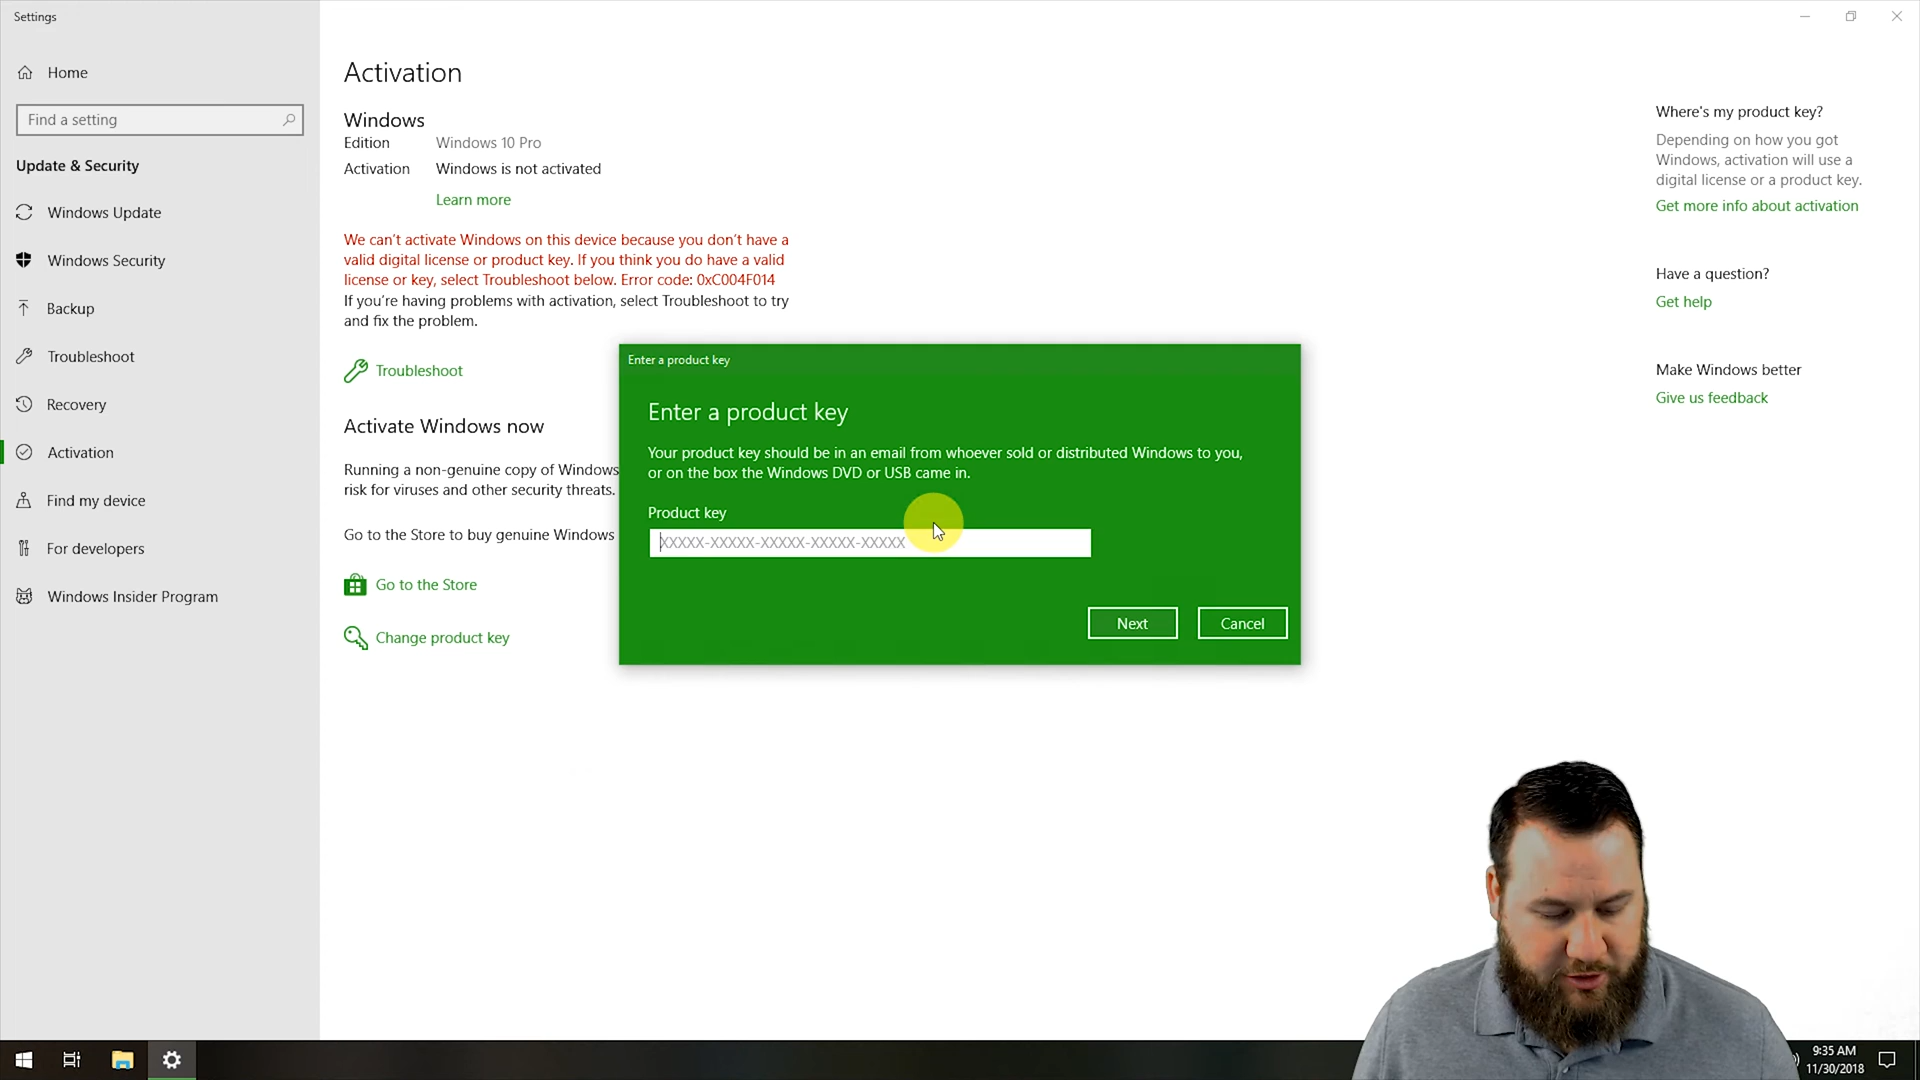 Settings
Home
Find a setting
Update & Security
Windows Update
Windows Security
Backup
Troubleshoot
Recovery
Activation
Find my device
For developers
Windows Insider Program
Activation
Windows
Edition Windows 10 Pro
Activation Windows is not activated
Learn more
We can't activate Windows on this device because you don't have a
valid digital license or product key. If you think you do have a valid
license or key, select Troubleshoot below. Error code: 0xC004F014
If you're having problems with activation, select Troubleshoot to try
and fix the problem.
Troubleshoot
Activate Windows now
Running a non-genuine copy of Windows
risk for viruses and other security threats.
Go to the Store to buy genuine Windows
Go to the Store
Change product key
Enter a product key
Enter a product key
Your product key should be in an email from whoever sold or distributed Windows to you,
or on the box the Windows DVD or USB came in.
Product key
XXXXX-XXXXX-XXXXX-XXXXX-XXXXX
Next
Cancel
Where's my product key?
Depending on how you got
Windows, activation will use a
digital license or a product key.
Get more info about activation
Have a question?
Get help
Make Windows better
Give us feedback
9:35 AM
11/30/2018